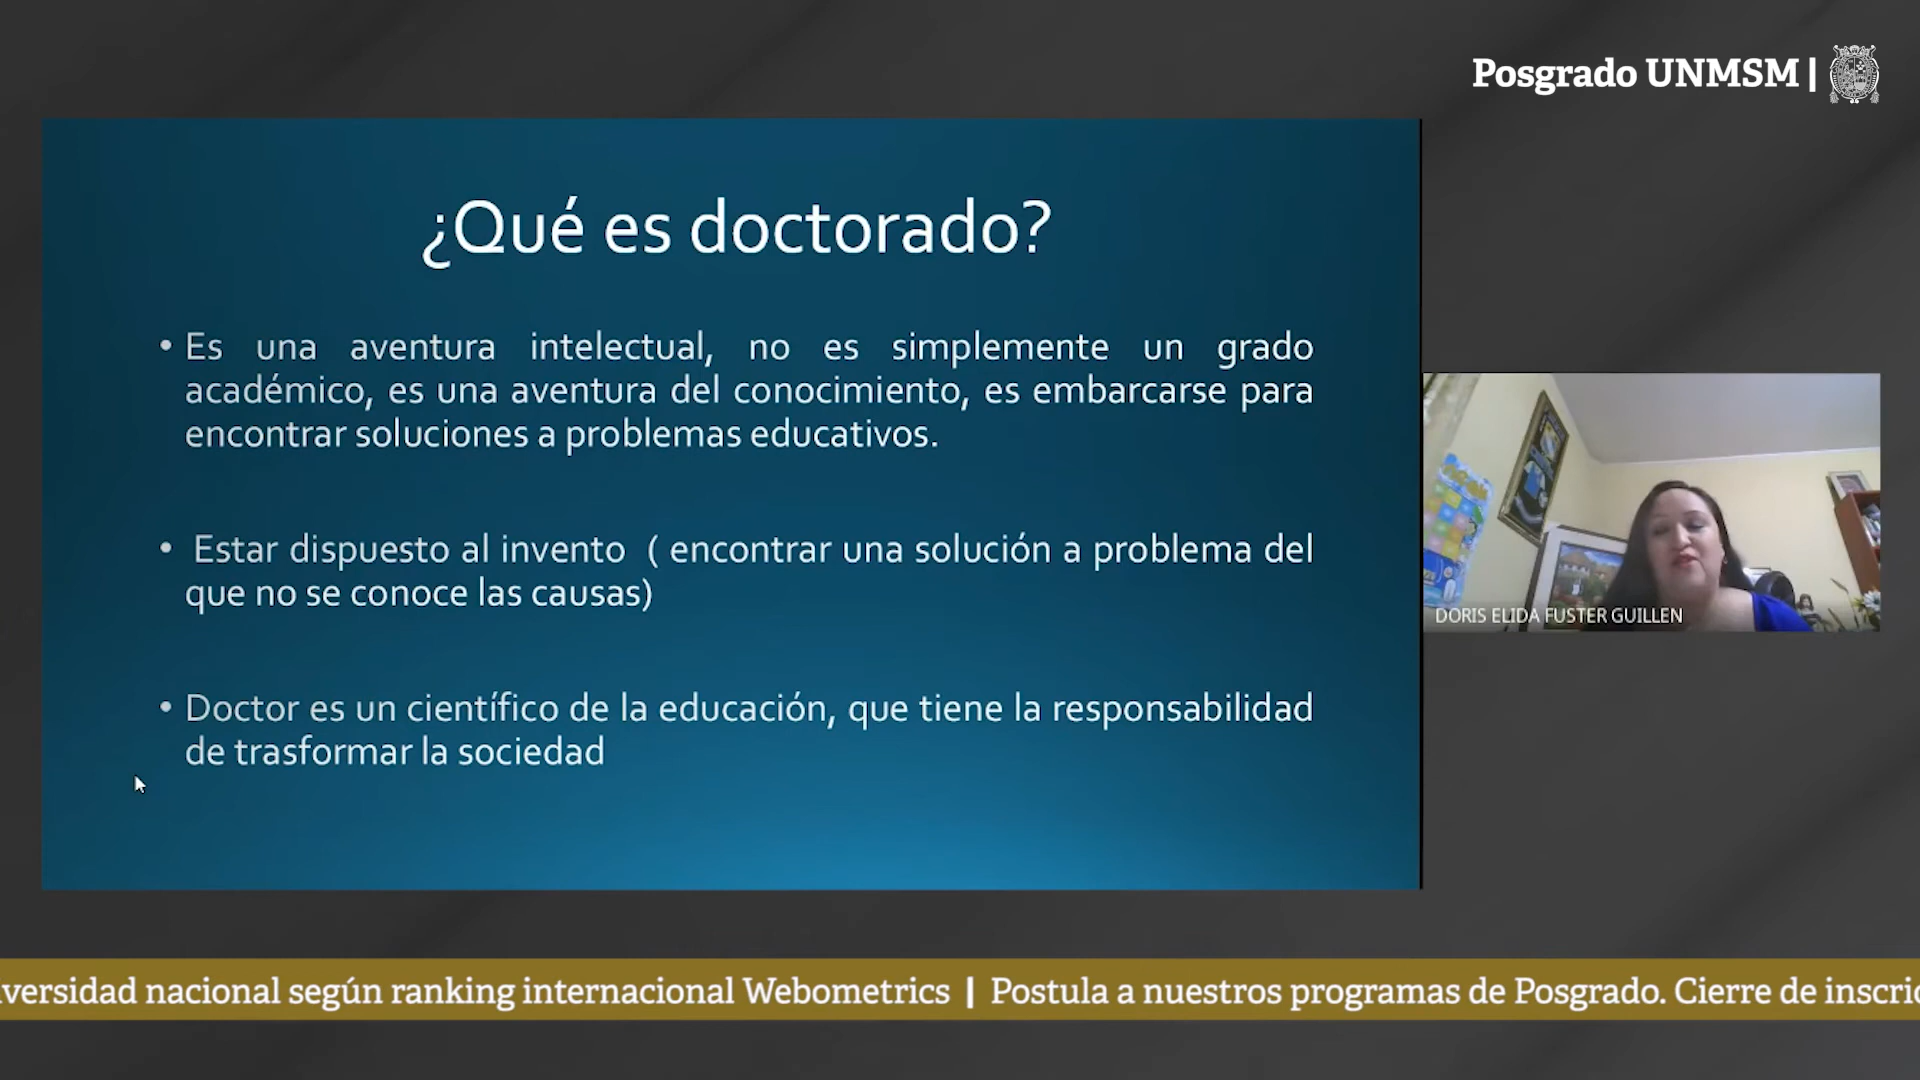 Posgrado UNMSM |
¿Qué es doctorado?
• Es una aventura intelectual, no es simplemente un grado
académico, es una aventura del conocimiento, es embarcarse para
encontrar soluciones a problemas educativos.
• Estar dispuesto al invento ( encontrar una solución a problema del
que no se conoce las causas)
• Doctor es un científico de la educación, que tiene la responsabilidad
de trasformar la sociedad
DORIS ELIDA FUSTER GUILLEN
versidad nacional según ranking internacional Webometrics | Postula a nuestros programas de Posgrado. Cierre de inscri